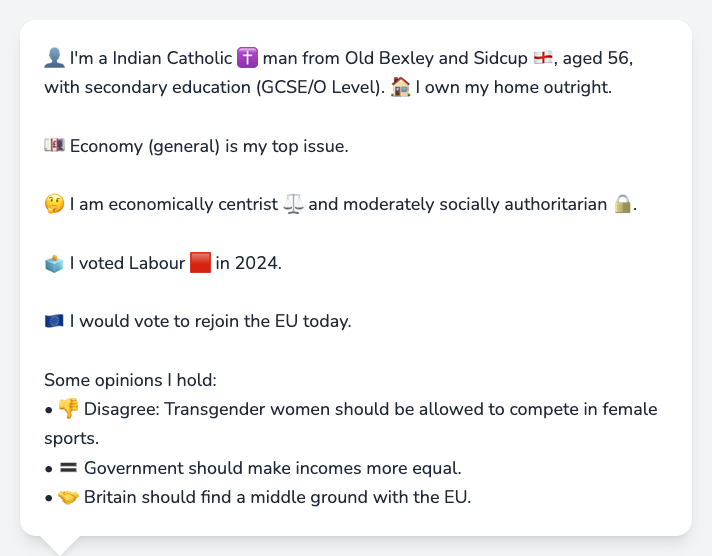 👤 I'm a Indian Catholic ✝️ man from Old Bexley and Sidcup 🏴󠁧󠁢󠁥󠁮󠁧󠁿, aged 56,
with secondary education (GCSE/O Level). 🏠 I own my home outright.
💷 Economy (general) is my top issue.
🤔 I am economically centrist ⚖️ and moderately socially authoritarian 🔒.
🗳️ I voted Labour 🟥 in 2024.
🇪🇺 I would vote to rejoin the EU today.
Some opinions I hold:
• 👎 Disagree: Transgender women should be allowed to compete in female
sports.
• 🟰 Government should make incomes more equal.
• 🤝 Britain should find a middle ground with the EU.